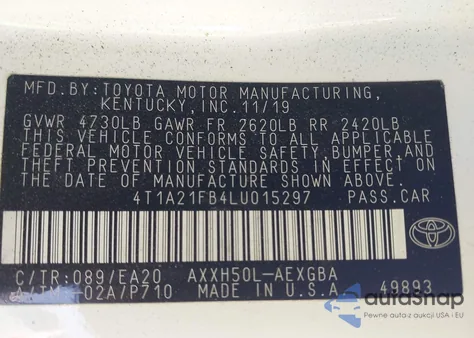 MFD.BY:TOYOTA MOTOR MANUFACTURING,
KENTUCKY, INC. 11/19
GVWR 4730LB GAWR FR 2620LB RR 2420LB
THIS VEHICLE CONFORMS TO ALL APPLICABLE
FEDERAL MOTOR VEHICLE SAFETY, BUMPER AND
THEFT PREVENTION STANDARDS IN EFFECT ON
THE DATE OF MANUFACTURE SHOWN ABOVE.
4T1A21FB4LU015297 PASS.CAR
TOYOTA
C/TR:089/EA20 AXXH50L-AEXGBA
-02A/P710 MADE IN U.S.A. 49893
autoSnap
Pewne auta z aukcji USA i EU